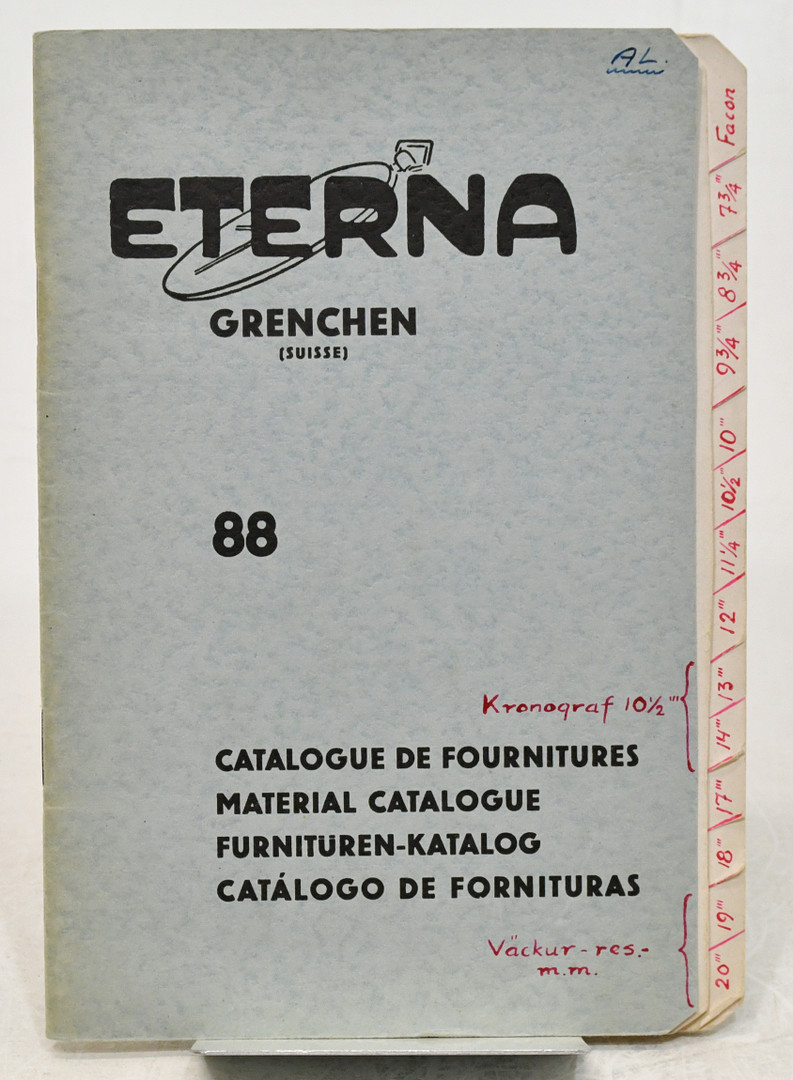 AL.
ETERNA
GRENCHEN
(SUISSE)
88
Kronograf 10½'''
CATALOGUE DE FOURNITURES
MATERIAL CATALOGUE
FURNITÜREN-KATALOG
CATÁLOGO DE FORNITURAS
Väckur-res.-
m.m.
Facon
7¾'''
8¾'''
9¾'''
10'''
10½'''
11¼'''
12'''
13'''
14'''
17'''
18'''
19'''
20'''